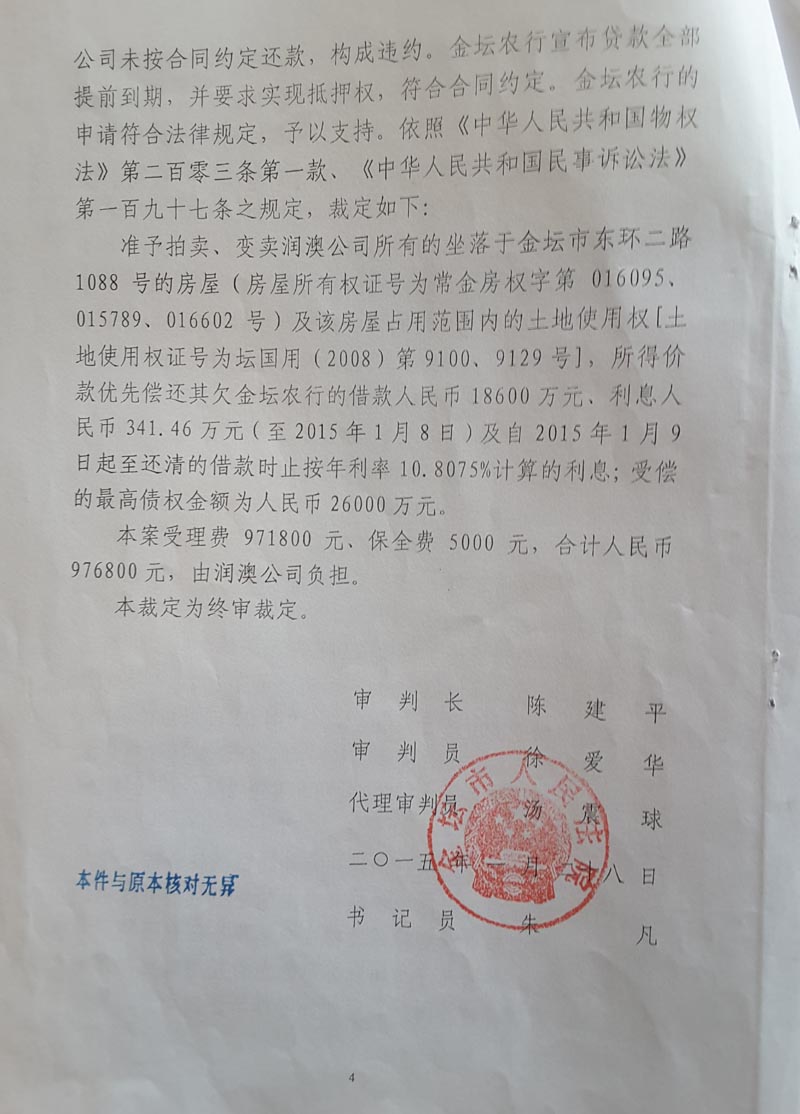 公司未按合同约定还款，构成违约。金坛农行宣布贷款全部
提前到期，并要求实现抵押权，符合合同约定。金坛农行的
申请符合法律规定，予以支持。依照《中华人民共和国物权
法》第二百零三条第一款、《中华人民共和国民事诉讼法》
第一百九十七条之规定，裁定如下：
准予拍卖、变卖润澳公司所有的坐落于金坛市东环二路
1088 号的房屋（房屋所有权证号为常金房权字第 016095、
015789、016602 号）及该房屋占用范围内的土地使用权[土
地使用权证号为坛国用（2008）第 9100、9129 号]，所得价
款优先偿还其欠金坛农行的借款人民币 18600 万元、利息人
民币 341.46 万元（至 2015 年 1 月 8 日）及自 2015 年 1 月 9
日起至还清的借款时止按年利率 10.8075%计算的利息；受偿
的最高债权金额为人民币 26000 万元。
本案受理费 971800 元、保全费 5000 元，合计人民币
976800 元，由润澳公司负担。
本裁定为终审裁定。
审 判 长 陈 建 平
审 判 员 徐 爱 华
代理审判员 汤 震 球
二〇一五年一月二十八日
金坛市人民法院
本件与原本核对无异
书 记 员 朱 凡
4